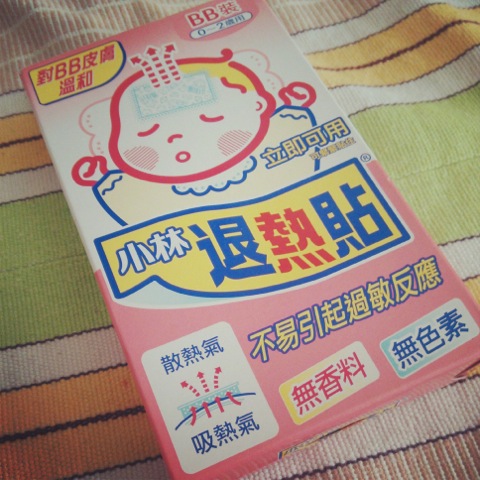 BB裝
0-2歲用
對BB皮膚
溫和
立即可用
小林退熱貼®
不易引起過敏反應
散熱氣
吸熱氣
無香料
無色素